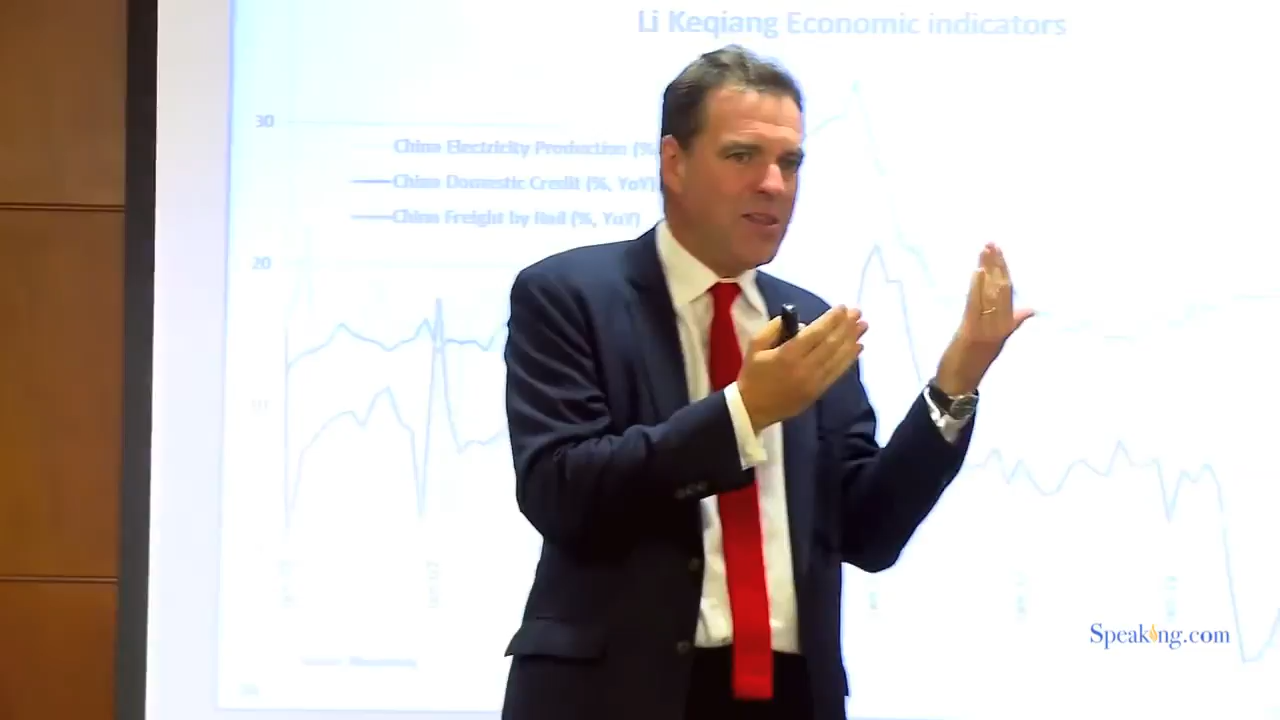 Li Keqiang Economic indicators
30
China Electricity Production (%
China Domestic Credit (%, YoY)
China Freight by Rail (%, YoY)
20
10
Speaking.com